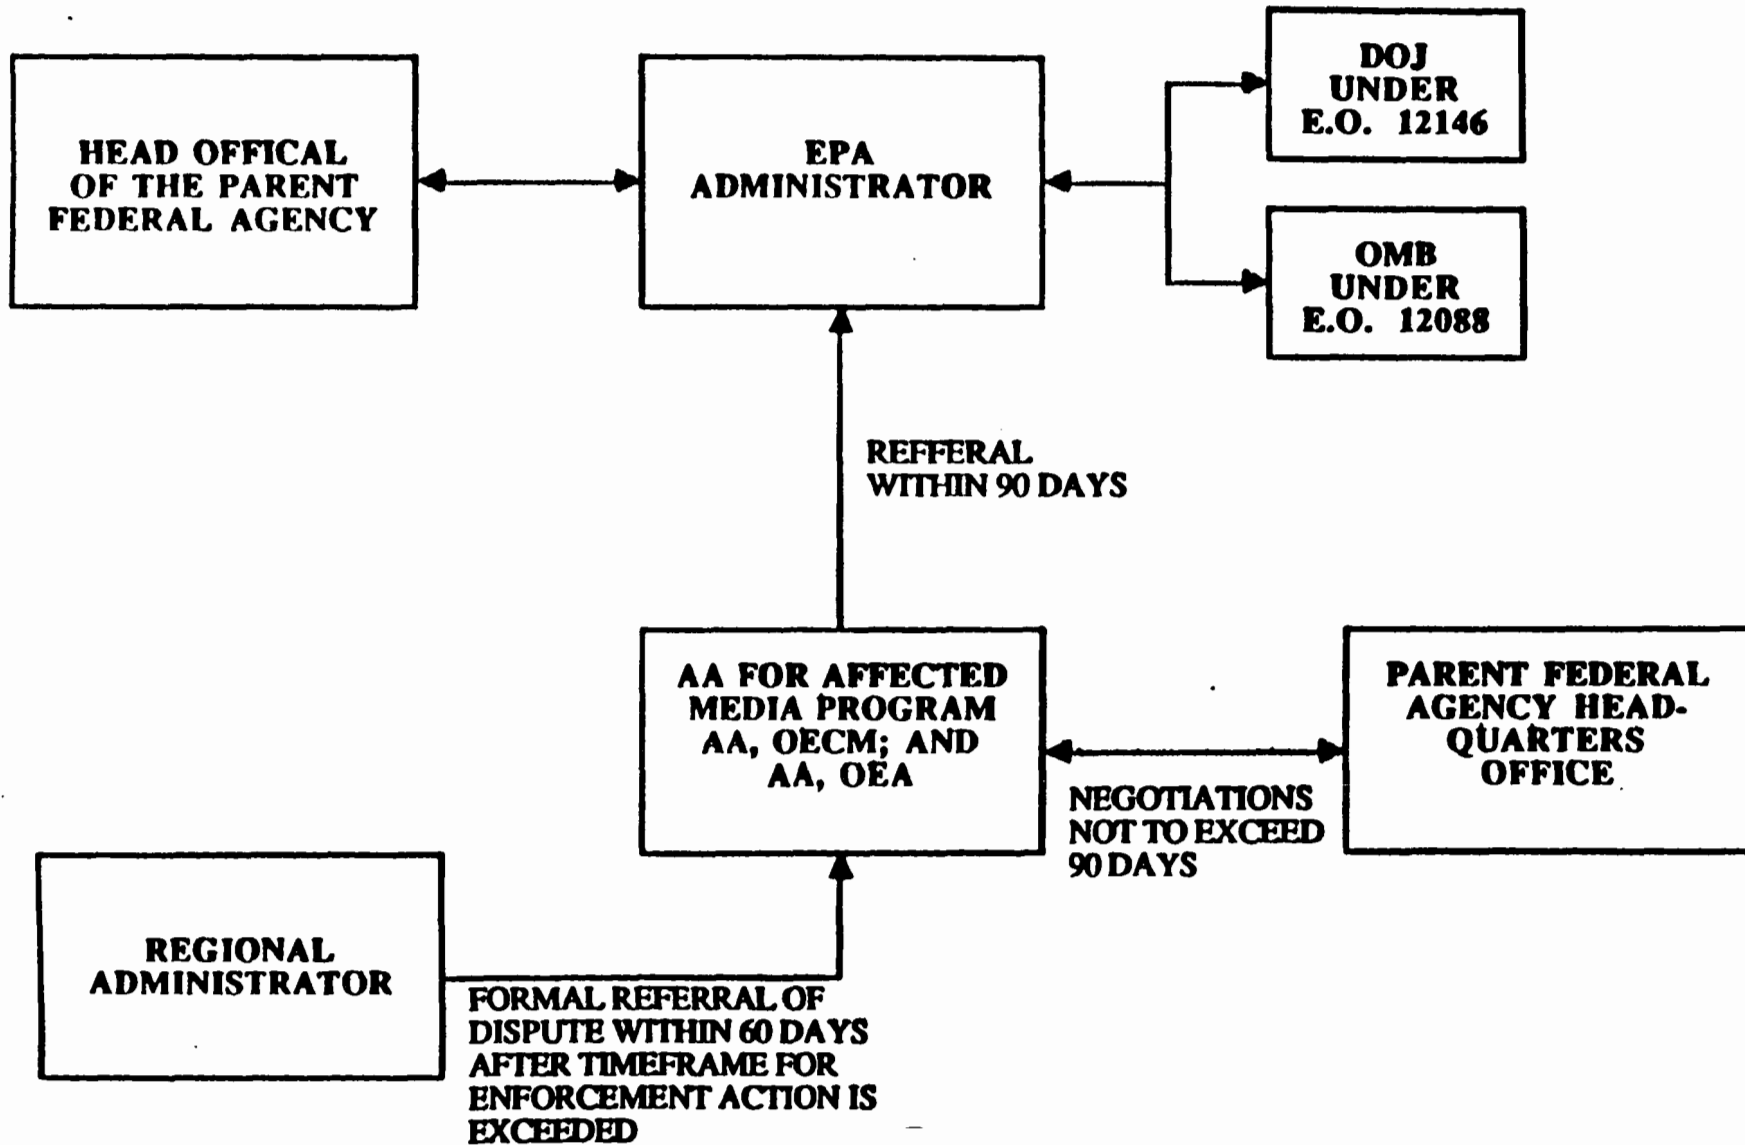 HEAD OFFICAL
OF THE PARENT
FEDERAL AGENCY
EPA
ADMINISTRATOR
DOJ
UNDER
E.O. 12146
OMB
UNDER
E.O. 12088
REFFERAL
WITHIN 90 DAYS
AA FOR AFFECTED
MEDIA PROGRAM
AA, OECM; AND
AA, OEA
PARENT FEDERAL
AGENCY HEAD-
QUARTERS
OFFICE
NEGOTIATIONS
NOT TO EXCEED
90 DAYS
REGIONAL
ADMINISTRATOR
FORMAL REFERRAL OF
DISPUTE WITHIN 60 DAYS
AFTER TIMEFRAME FOR
ENFORCEMENT ACTION IS
EXCEEDED